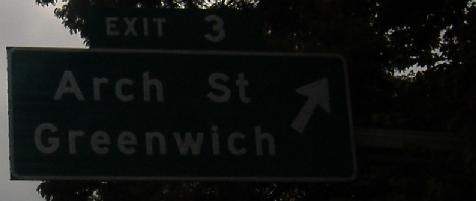 EXIT 3
Arch St
Greenwich